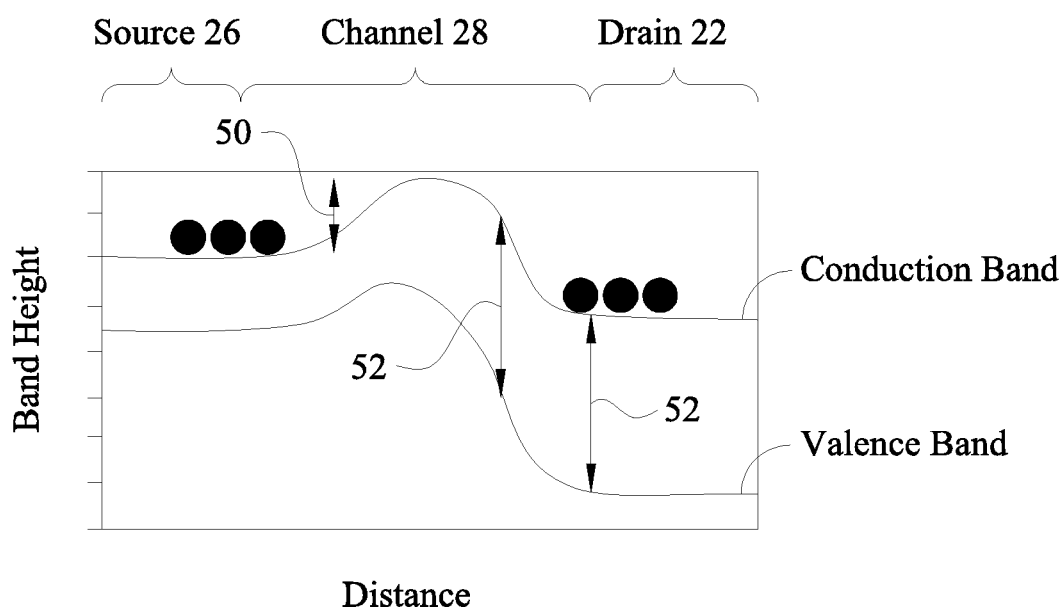 Source 26 Channel 28 Drain 22
50
Conduction Band
52
52
Valence Band
Band Height
Distance